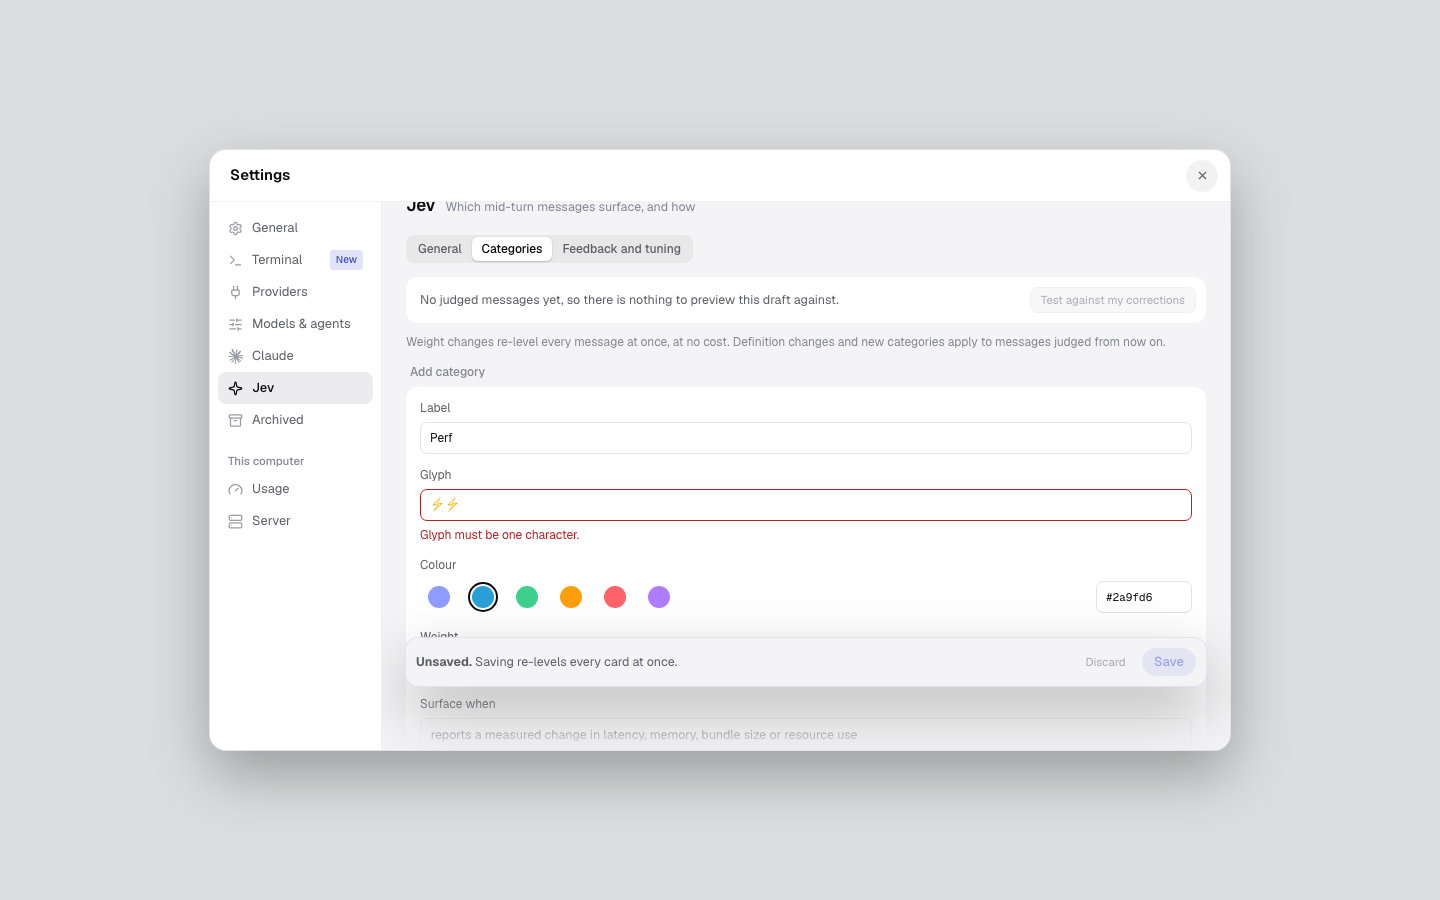 Settings
General
Terminal New
Providers
Models & agents
Claude
Jev
Archived
This computer
Usage
Server
Jev Which mid-turn messages surface, and how
General Categories Feedback and tuning
No judged messages yet, so there is nothing to preview this draft against. Test against my corrections
Weight changes re-level every message at once, at no cost. Definition changes and new categories apply to messages judged from now on.
Add category
Label
Perf
Glyph
⚡⚡
Glyph must be one character.
Colour
#2a9fd6
Weight
Unsaved. Saving re-levels every card at once. Discard Save
Surface when
reports a measured change in latency, memory, bundle size or resource use